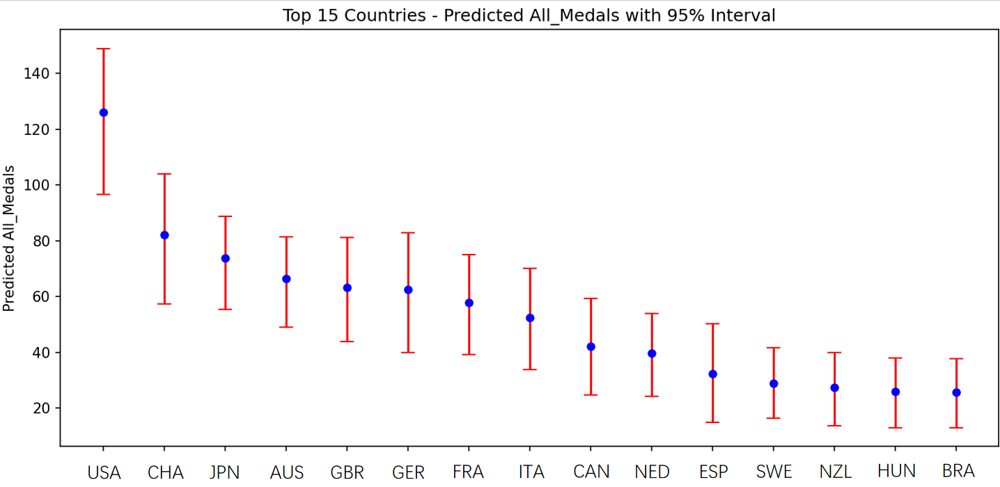 Top 15 Countries - Predicted All_Medals with 95% Interval
Predicted All_Medals
140
120
100
80
60
40
20
USA CHA JPN AUS GBR GER FRA ITA CAN NED ESP SWE NZL HUN BRA